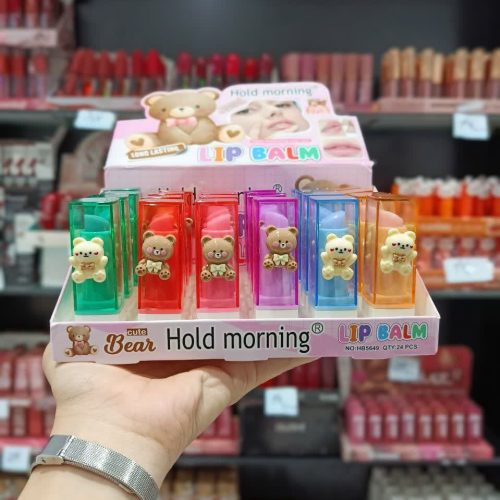 Hold morning
LONG LASTING
LIP BALM
cute
Bear
Hold morning®
LIP BALM
NO:HB5649 QTY:24 PCS